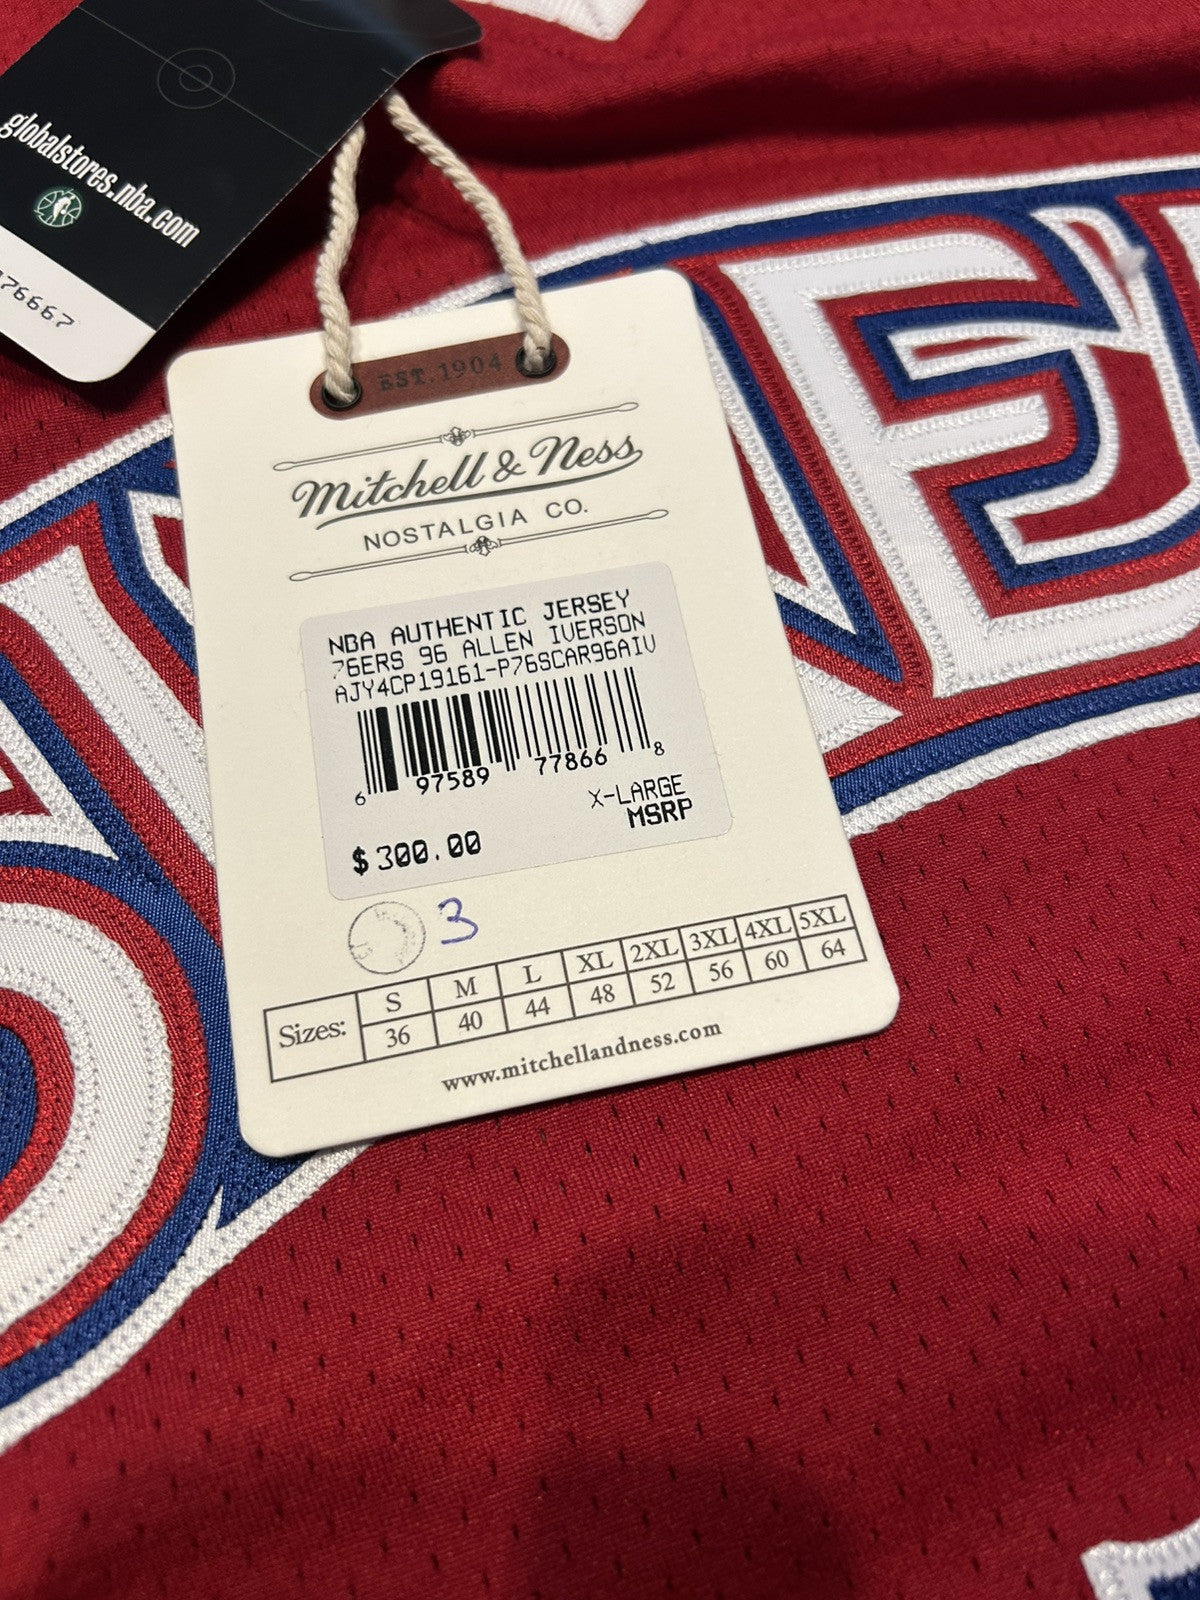 globalstores.nba.com
76667
EST. 1904
Mitchell & Ness
NOSTALGIA CO.
NBA AUTHENTIC JERSEY
76ERS 96 ALLEN IVERSON
AJY4CP19161-P76SCAR96AIV
6 97589 77866 8
X-LARGE
MSRP
$300.00
3
Sizes: S M L XL 2XL 3XL 4XL 5XL
36 40 44 48 52 56 60 64
www.mitchellandness.com